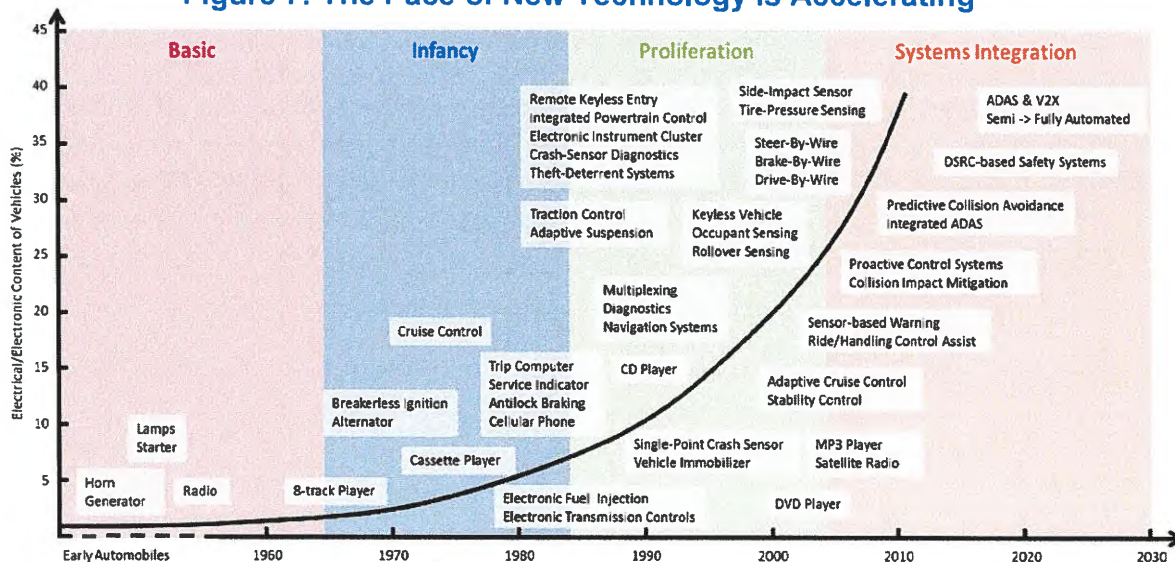 Figure 7: The Pace of New Technology is Accelerating
Basic
Infancy
Proliferation
Systems Integration
Electrical/Electronic Content of Vehicles (%)
45
40
35
30
25
20
15
10
5
Remote Keyless Entry
Integrated Powertrain Control
Electronic Instrument Cluster
Crash-Sensor Diagnostics
Theft-Deterrent Systems
Side-Impact Sensor
Tire-Pressure Sensing
ADAS & V2X
Semi -> Fully Automated
Steer-By-Wire
Brake-By-Wire
Drive-By-Wire
DSRC-based Safety Systems
Traction Control
Adaptive Suspension
Keyless Vehicle
Occupant Sensing
Rollover Sensing
Predictive Collision Avoidance
Integrated ADAS
Proactive Control Systems
Collision Impact Mitigation
Multiplexing
Diagnostics
Navigation Systems
Cruise Control
Sensor-based Warning
Ride/Handling Control Assist
Trip Computer
Service Indicator
Antilock Braking
Cellular Phone
CD Player
Adaptive Cruise Control
Stability Control
Breakerless Ignition
Alternator
Lamps
Starter
Cassette Player
Single-Point Crash Sensor
Vehicle Immobilizer
MP3 Player
Satellite Radio
Horn
Generator
Radio
8-track Player
Electronic Fuel Injection
Electronic Transmission Controls
DVD Player
Early Automobiles
1960
1970
1980
1990
2000
2010
2020
2030